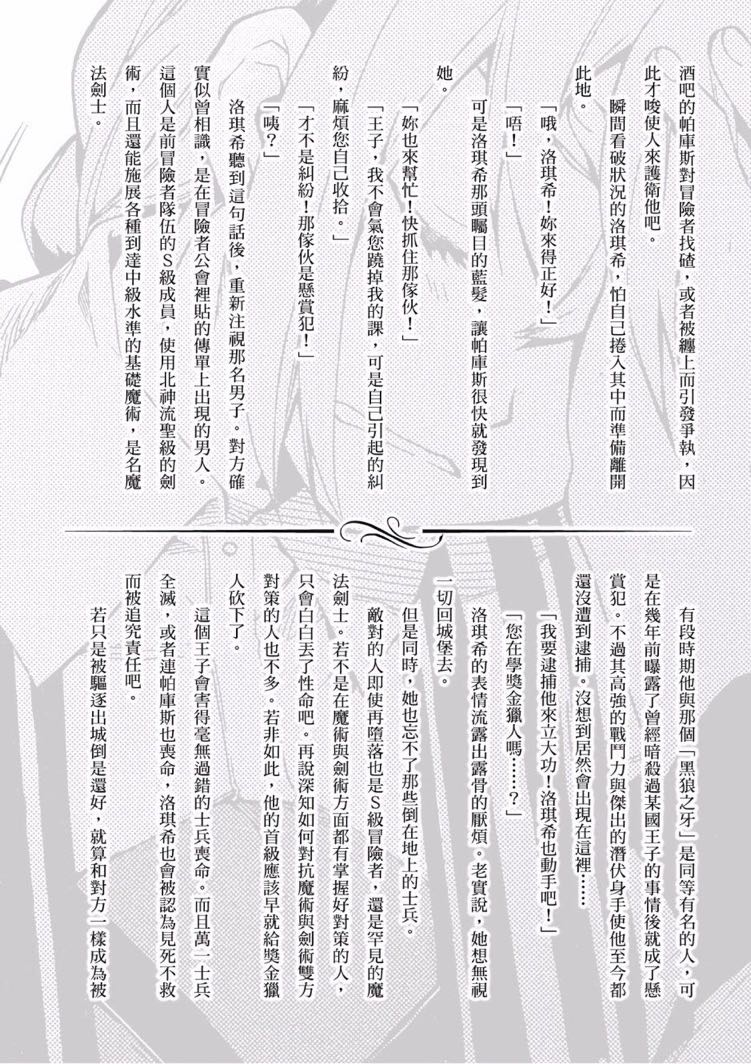 酒吧的帕庫斯對冒險者找碴，或者被纏上而引發爭執，因
此才唆使人來護衛他吧。
瞬間看破狀況的洛琪希，怕自己捲入其中而準備離開
此地。
「哦，洛琪希！妳來得正好！」
「唔！」
可是洛琪希那頭矚目的藍髮，讓帕庫斯很快就發現到
她。
「妳也來幫忙！快抓住那傢伙！」
「王子，我不會氣您蹺掉我的課，可是自己引起的糾
紛，麻煩您自己收拾。」
「才不是糾紛！那傢伙是懸賞犯！」
「咦？」
洛琪希聽到這句話後，重新注視那名男子。對方確
實似曾相識，是在冒險者公會裡貼的傳單上出現的男人。
這個人是前冒險者隊伍的Ｓ級成員，使用北神流聖級的劍
術，而且還能施展各種到達中級水準的基礎魔術，是名魔
法劍士。
有段時期他與那個「黑狼之牙」是同等有名的人，可
是在幾年前曝露了曾經暗殺過某國王子的事情後就成了懸
賞犯。不過其高強的戰鬥力與傑出的潛伏身手使他至今都
還沒遭到逮捕。沒想到居然會出現在這裡……
「我要逮捕他來立大功！洛琪希也動手吧！」
「您在學獎金獵人嗎……？」
洛琪希的表情流露出露骨的厭煩。老實說，她想無視
一切回城堡去。
但是同時，她也忘不了那些倒在地上的士兵。
敵對的人即使再墮落也是Ｓ級冒險者，還是罕見的魔
法劍士。若不是在魔術與劍術方面都有掌握好對策的人，
只會白白丟了性命吧。再說深知如何對抗魔術與劍術雙方
對策的人也不多。若非如此，他的首級應該早就給獎金獵
人砍下了。
這個王子會害得毫無過錯的士兵喪命。而且萬一士兵
全滅，或者連帕庫斯也喪命，洛琪希也會被認為見死不救
而被追究責任吧。
若只是被驅逐出城倒是還好，就算和對方一樣成為被